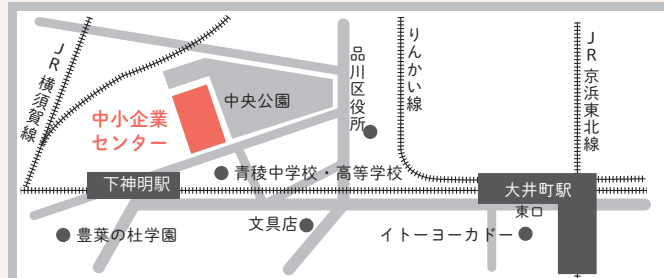 JR横須賀線
中小企業
センター
中央公園
品川区役所
りんかい線
JR京浜東北線
下神明駅
青稜中学校・高等学校
大井町駅
東口
豊葉の杜学園
文具店
イトーヨーカドー